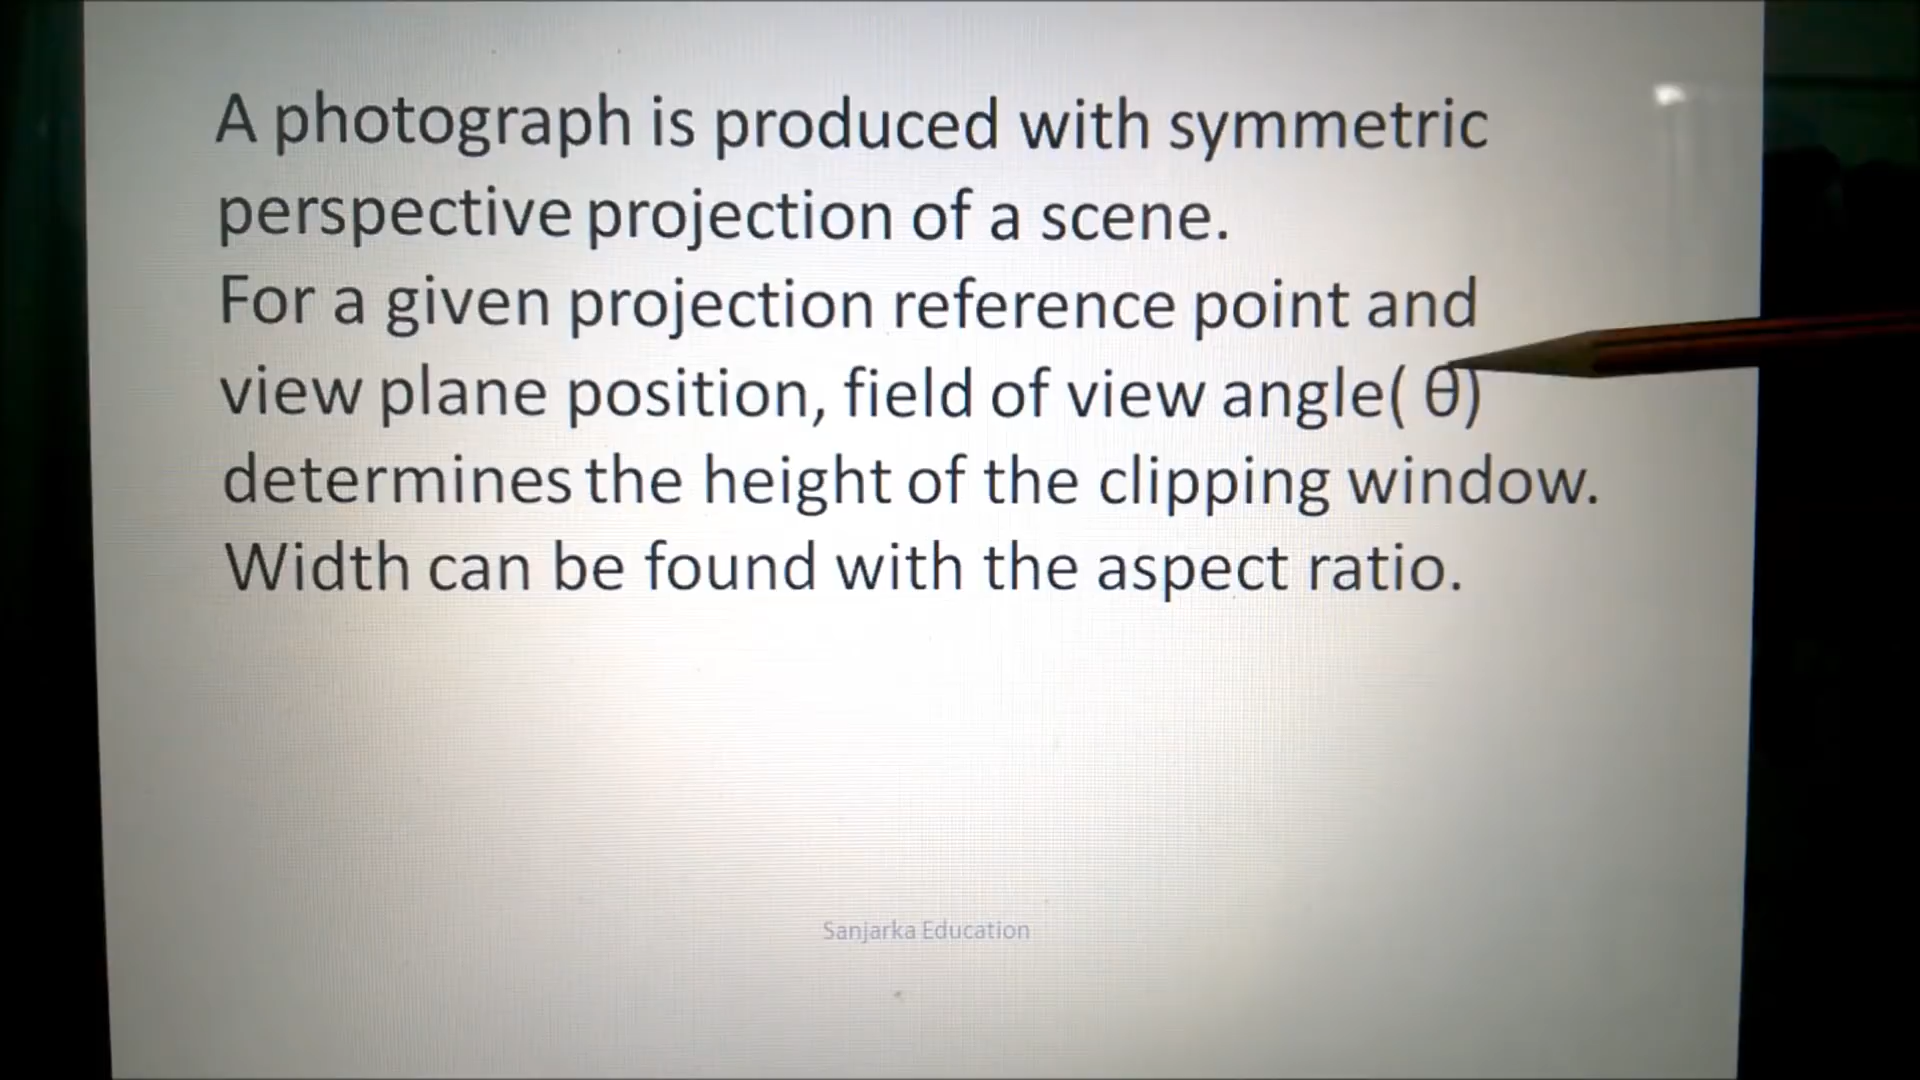 A photograph is produced with symmetric
perspective projection of a scene.
For a given projection reference point and
view plane position, field of view angle( θ)
determines the height of the clipping window.
Width can be found with the aspect ratio.
Sanjarka Education